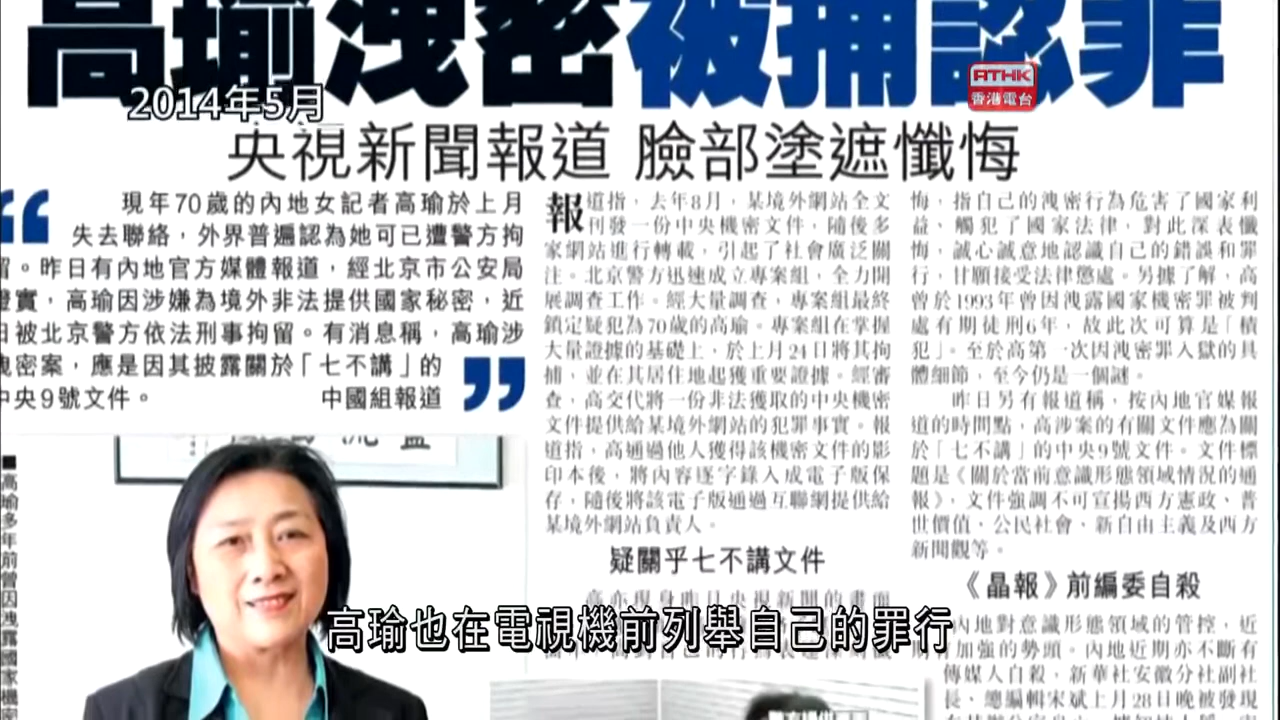 高瑜洩密被捕認罪
2014年5月
RTHK
香港電台
央視新聞報道 臉部塗遮懺悔
現年70歲的內地女記者高瑜於上月
失去聯絡，外界普遍認為她可已遭警方拘
留。昨日有內地官方媒體報道，經北京市公安局
證實，高瑜因涉嫌為境外非法提供國家秘密，近
日被北京警方依法刑事拘留。有消息稱，高瑜涉
洩密案，應是因其披露關於「七不講」的
中央9號文件。
中國組報道
■高瑜多年前曾因洩露國家機密
報道指，去年8月，某境外網站全文
刊發一份中央機密文件，隨後多
家網站進行轉載，引起了社會廣泛關
注。北京警方迅速成立專案組，全力開
展調查工作。經大量調查，專案組最終
鎖定疑犯為70歲的高瑜。專案組在掌握
大量證據的基礎上，於上月24日將其拘
捕，並在其居住地起獲重要證據。經審
查，高交代將一份非法獲取的中央機密
文件提供給某境外網站的犯罪事實。報
道指，高通過他人獲得該機密文件的影
印本後，將內容逐字錄入成電子版保
存，隨後將該電子版通過互聯網提供給
某境外網站負責人。
疑關乎七不講文件
高亦現身昨日央視新聞的畫面
悔，指自己的洩密行為危害了國家利
益、觸犯了國家法律，對此深表懺
悔，誠心誠意地認識自己的錯誤和罪
行，甘願接受法律懲處。另據了解，高
曾於1993年曾因洩露國家機密罪被判
處有期徒刑6年，故此次可算是「積
犯」。至於高第一次因洩密罪入獄的具
體細節，至今仍是一個謎。
昨日另有報道稱，按內地官媒報
道的時間點，高涉案的有關文件應為關
於「七不講」的中央9號文件。文件標
題是《關於當前意識形態領域情況的通
報》，文件強調不可宣揚西方憲政、普
世價值、公民社會、新自由主義及西方
新聞觀等。
《晶報》前編委自殺
內地對意識形態領域的管控，近
期有加強的勢頭。內地近期亦不斷有
傳媒人自殺，新華社安徽分社副社
長、總編輯宋斌上月28日晚被發現
高瑜也在電視機前列舉自己的罪行